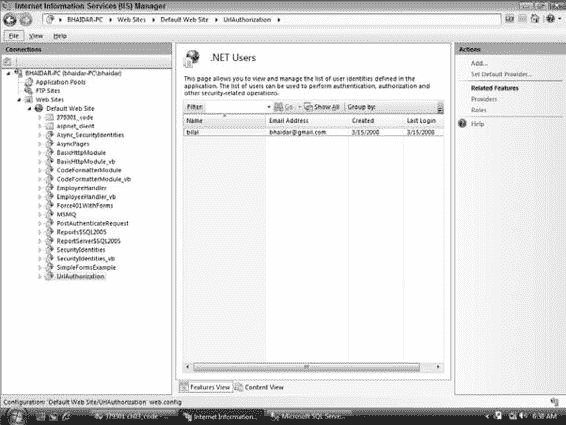 Internet Information Services (IIS) Manager
BHAIDAR-PC
Web Sites
Default Web Site
UrlAuthorization
File View Help
Connections
BHAIDAR-PC (bhaidar-PC\bhaidar)
Application Pools
FTP Sites
Web Sites
Default Web Site
379301_code
aspnet_client
Async_SecurityIdentities
AsyncPages
BasicHttpModule
BasicHttpModule_vb
CodeFormatterModule
CodeFormatterModule_vb
EmployeeHandler
EmployeeHandler_vb
Force401WithForms
MSMQ
PostAuthenticateRequest
Reports$SQL2005
ReportServer$SQL2005
SecurityIdentities
SecurityIdentities_vb
SimpleFormsExample
UrlAuthorization
.NET Users
This page allows you to view and manage the list of user identities defined in the
application. The list of users can be used to perform authentication, authorization and
other security-related operations.
Filter: Go Show All Group by:
Name Email Address Created Last Login
bilal bhaidar@gmail.com 3/15/2008 3/15/2008
Features View Content View
Actions
Add...
Set Default Provider...
Related Features
Providers
Roles
Help
Configuration: 'Default Web Site/UrlAuthorization' web.config
379301_ch03_code
Internet Information...
Microsoft SQL Serve...
6:38 AM